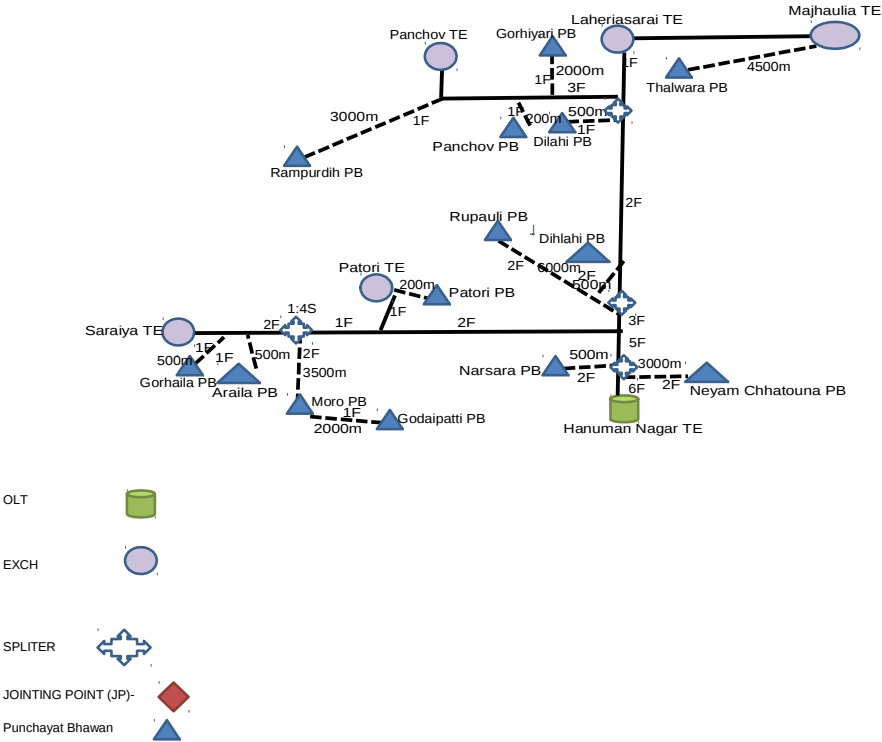 Majhaulia TE
Laheriasarai TE
Gorhiyari PB
Panchov TE
1F
2000m
4500m
1F
3F
Thalwara PB
3000m
1F
1F
200m
500m
1F
Panchov PB
Dilahi PB
Rampurdih PB
2F
Rupauli PB
Dihlahi PB
2F
6000m
2F
500m
Patori TE
200m
Patori PB
1F
1:4S
Saraiya TE
2F
1F
2F
3F
5F
1F
500m
1F
500m
2F
3500m
Gorhaila PB
Araila PB
Narsara PB
500m
2F
3000m
2F
6F
Neyam Chhatouna PB
Moro PB
1F
Godaipatti PB
2000m
Hanuman Nagar TE
OLT
EXCH
SPLITER
JOINTING POINT (JP)-
Punchayat Bhawan